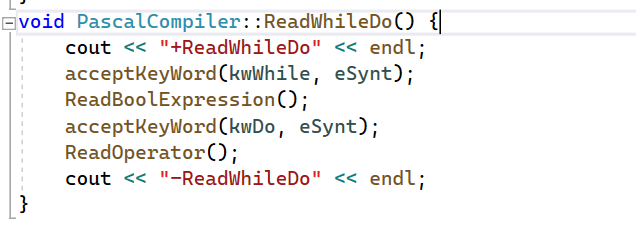 void PascalCompiler::ReadWhileDo() {
    cout << "+ReadWhileDo" << endl;
    acceptKeyWord(kwWhile, eSynt);
    ReadBoolExpression();
    acceptKeyWord(kwDo, eSynt);
    ReadOperator();
    cout << "-ReadWhileDo" << endl;
}